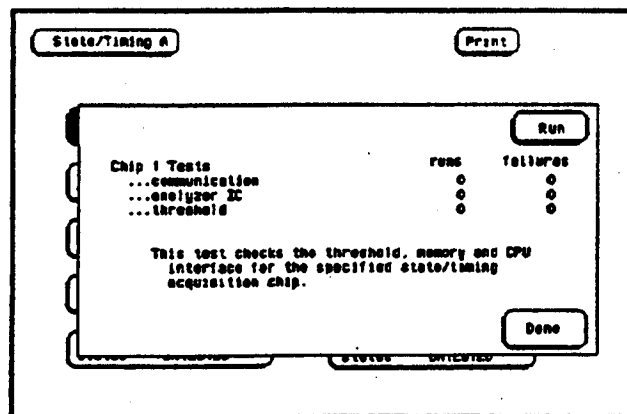 State/Timing A
Print
Run
Chip 1 Tests runs failures
...communication 0 0
...analyzer IC 0 0
...threshold 0 0
This test checks the threshold, memory and CPU
interface for the specified state/timing
acquisition chip.
Done